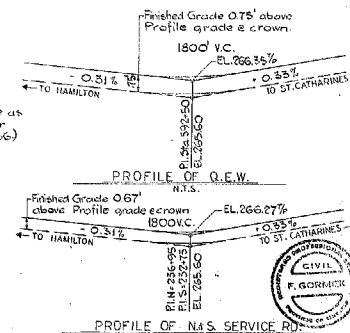 Finished Grade 0.75' above
Profile grade @ crown.
1800' V.C.
EL.266.35%
- 0.31%
.75'
+ 0.33%
TO HAMILTON
TO ST. CATHARINES
as
P.I. Sta. 592+50
EL.265.60
PROFILE OF Q.E.W.
N.T.S.
Finished Grade 0.67'
above Profile grade @ crown
1800 V.C.
EL.266.27%
- 0.31%
+ 0.33%
TO HAMILTON
TO ST. CATHARINES
P.I. N= 236+95
P.I. S= 232+75
EL. 265.60
CIVIL
F. GORMICK
PROFILE OF N.&S. SERVICE RD.